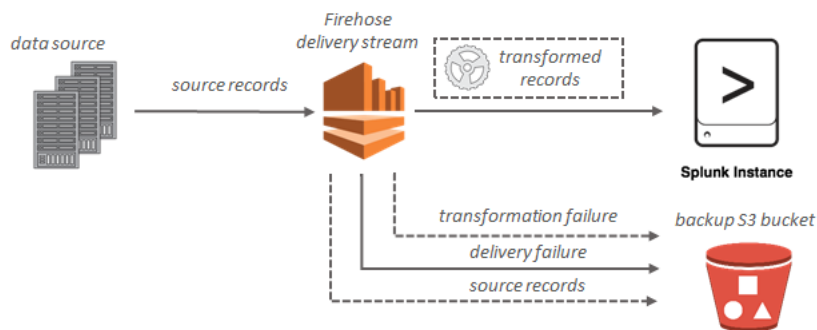 Firehose
delivery stream
data source
source records
transformed
records
>
Splunk Instance
transformation failure
backup S3 bucket
delivery failure
source records